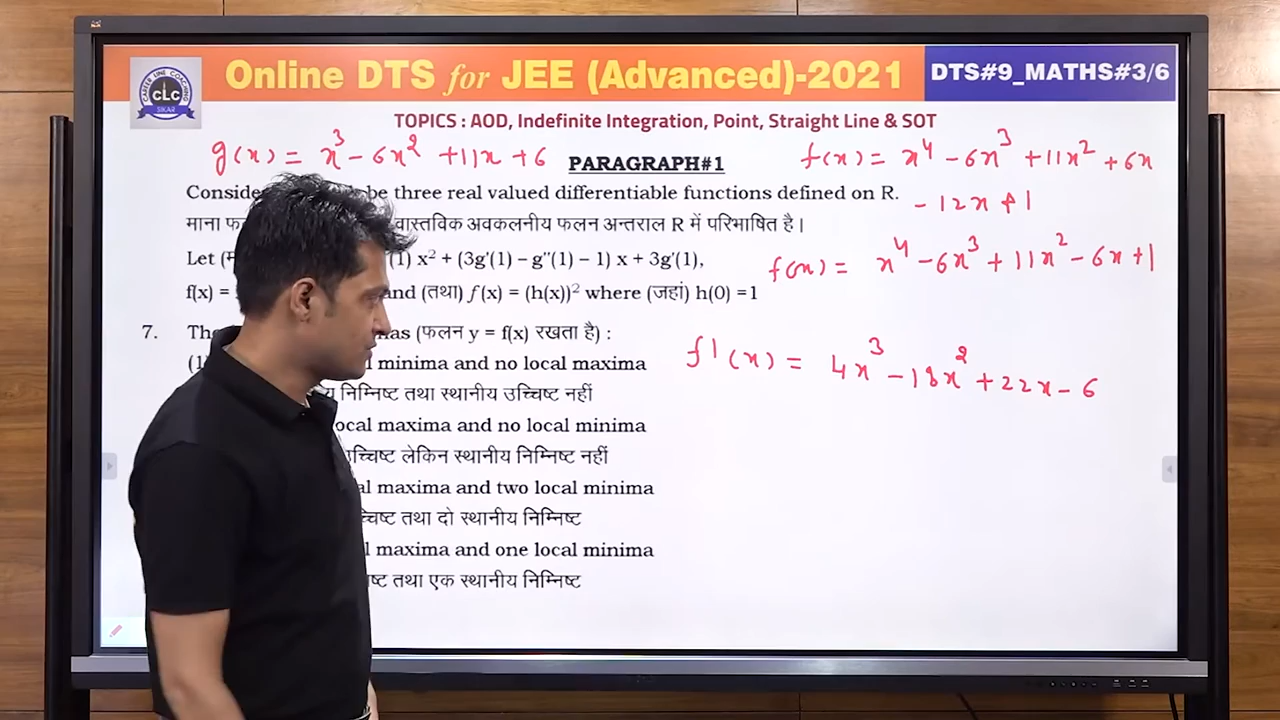 Online DTS for JEE (Advanced)-2021
DTS#9_MATHS#3/6
CAREER LINE COACHING
CLC
SIKAR
TOPICS : AOD, Indefinite Integration, Point, Straight Line & SOT
g(x) = x³ - 6x² + 11x + 6
PARAGRAPH#1
f(x) = x⁴ - 6x³ + 11x² + 6x
- 12x + 1
be three real valued differentiable functions defined on R.
माना वास्तविक अवकलनीय फलन अन्तराल R में परिभाषित है।
Let (1) x² + (3g'(1) – g''(1) – 1) x + 3g'(1),
f(x) = x⁴ - 6x³ + 11x² - 6x + 1
f(x) = and (तथा) f (x) = (h(x))² where (जहां) h(0) =1
7. (फलन y = f(x) रखता है) :
f'(x) = 4x³ - 18x² + 22x - 6
minima and no local maxima
निम्निष्ट तथा स्थानीय उच्चिष्ट नहीं
local maxima and no local minima
लेकिन स्थानीय निम्निष्ट नहीं
maxima and two local minima
तथा दो स्थानीय निम्निष्ट
maxima and one local minima
तथा एक स्थानीय निम्निष्ट